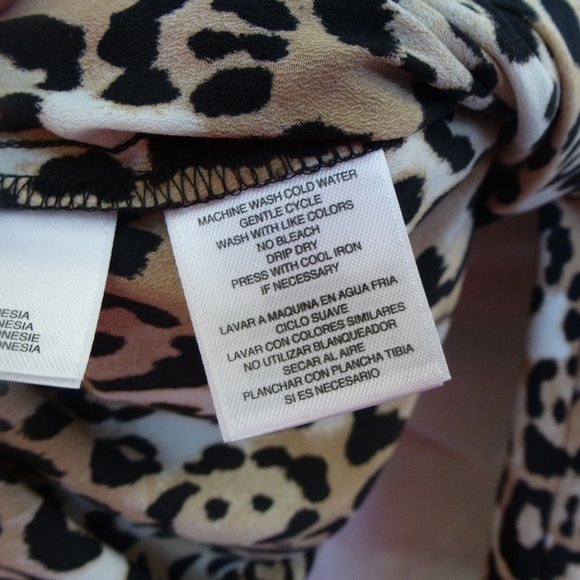 NESIA
NESIA
ONESIE
ONESIA
MACHINE WASH COLD WATER
GENTLE CYCLE
WASH WITH LIKE COLORS
NO BLEACH
DRIP DRY
PRESS WITH COOL IRON
IF NECESSARY
LAVAR A MAQUINA EN AGUA FRIA
CICLO SUAVE
LAVAR CON COLORES SIMILARES
NO UTILIZAR BLANQUEADOR
SECAR AL AIRE
PLANCHAR CON PLANCHA TIBIA
SI ES NECESARIO